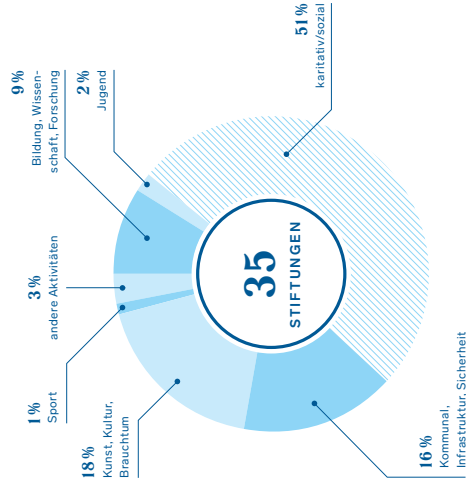 1 %
Sport
3 %
andere Aktivitäten
9 %
Bildung, Wissen-
schaft, Forschung
2 %
Jugend
18 %
Kunst, Kultur,
Brauchtum
35
STIFTUNGEN
51 %
karitativ/sozial
16 %
Kommunal,
Infrastruktur, Sicherheit